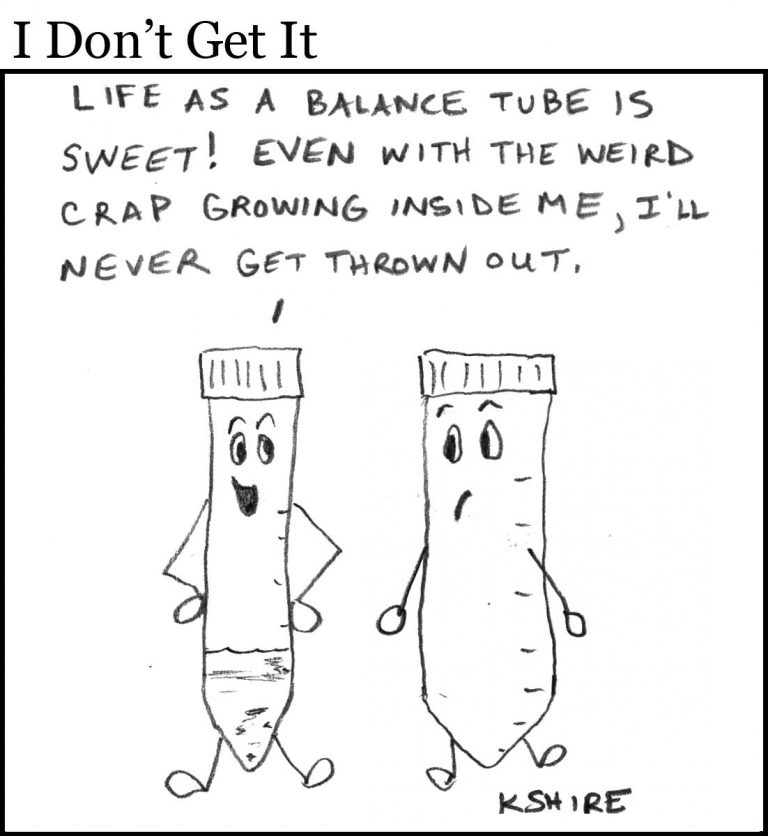 I Don't Get It
LIFE AS A BALANCE TUBE IS
SWEET! EVEN WITH THE WEIRD
CRAP GROWING INSIDE ME, I'LL
NEVER GET THROWN OUT.
KSHIRE